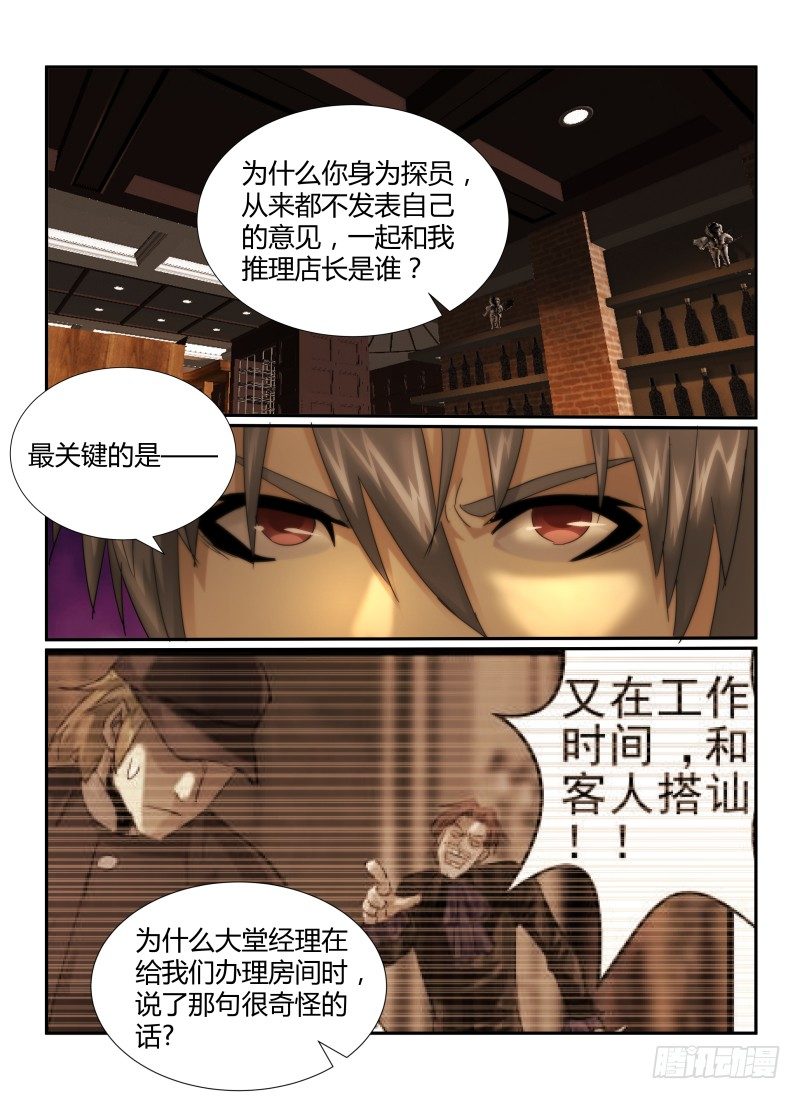 为什么你身为探员，
从来都不发表自己
的意见，一起和我
推理店长是谁？
最关键的是——
又在工作
时间，和
客人搭讪
！！
为什么大堂经理在
给我们办理房间时，
说了那句很奇怪的
话?
腾讯动漫